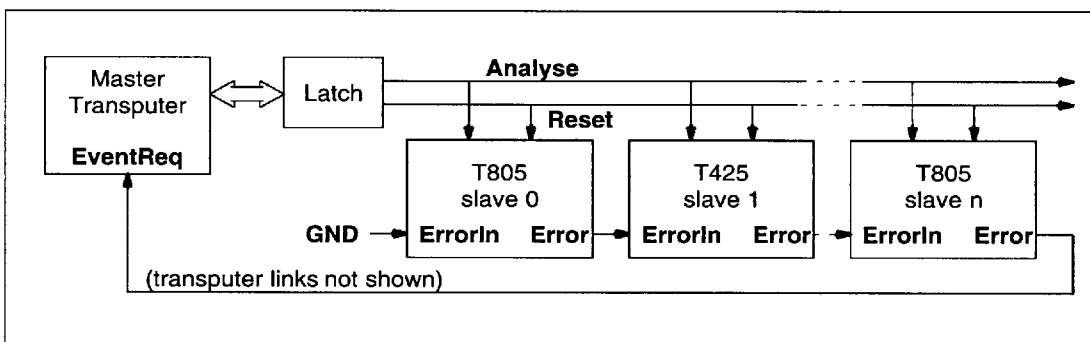 Master
Transputer
EventReq
Latch
Analyse
Reset
T805
slave 0
ErrorIn Error
T425
slave 1
ErrorIn Error
T805
slave n
ErrorIn Error
GND
(transputer links not shown)